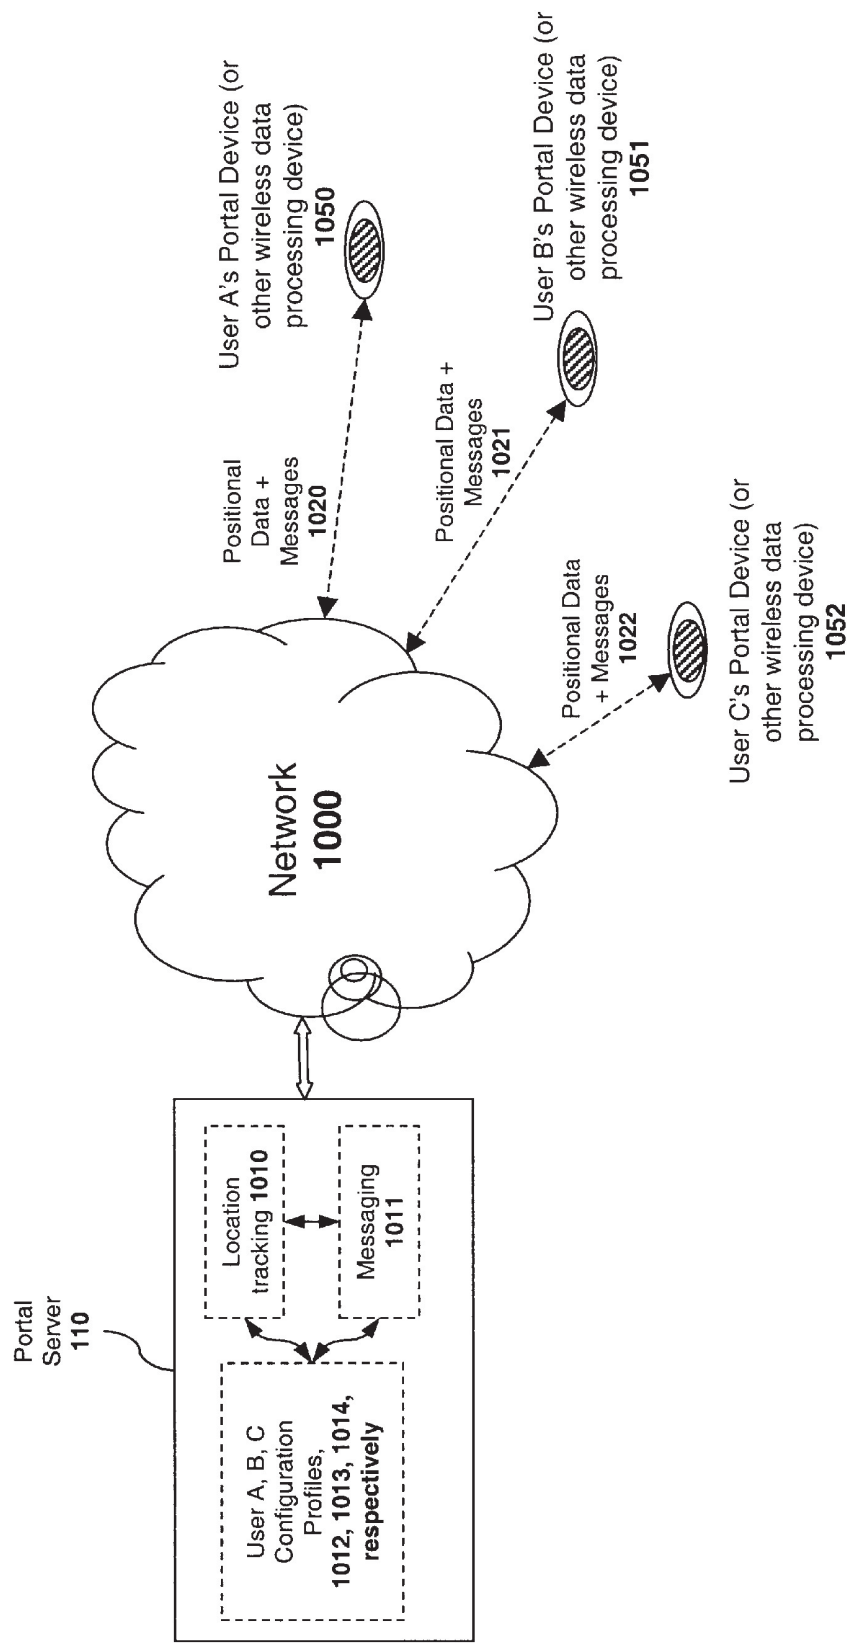 Portal
Server
110
User A, B, C
Configuration
Profiles,
1012, 1013, 1014,
respectively
Location
tracking 1010
Messaging
1011
Network
1000
Positional
Data +
Messages
1020
User A's Portal Device (or
other wireless data
processing device)
1050
Positional Data +
Messages
1021
User B's Portal Device (or
other wireless data
processing device)
1051
Positional Data
+ Messages
1022
User C's Portal Device (or
other wireless data
processing device)
1052